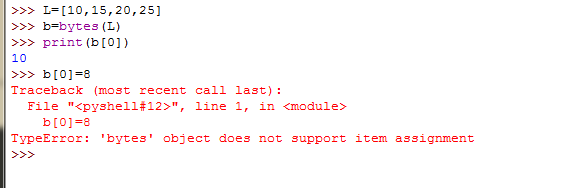 >>> L=[10,15,20,25]
>>> b=bytes(L)
>>> print(b[0])
10
>>> b[0]=8
Traceback (most recent call last):
  File "<pyshell#12>", line 1, in <module>
    b[0]=8
TypeError: 'bytes' object does not support item assignment
>>>